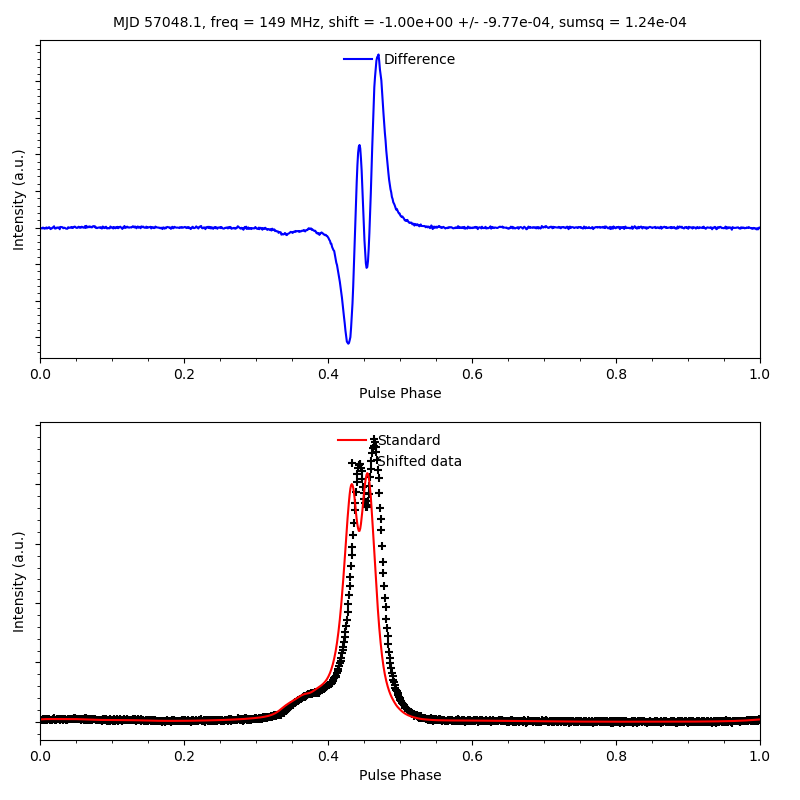 MJD 57048.1, freq = 149 MHz, shift = -1.00e+00 +/- -9.77e-04, sumsq = 1.24e-04
Difference
Intensity (a.u.)
0.0 0.2 0.4 0.6 0.8 1.0
Pulse Phase
Standard
Shifted data
Intensity (a.u.)
0.0 0.2 0.4 0.6 0.8 1.0
Pulse Phase